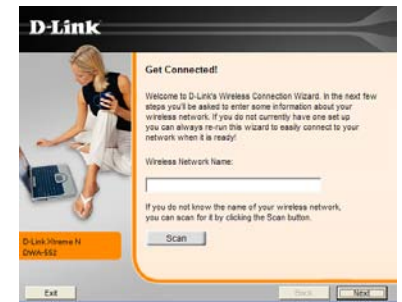 D-Link
Get Connected!
Welcome to D-Link's Wireless Connection Wizard. In the next few
steps you'll be asked to enter some information about your
wireless network. If you do not currently have one set up
you can always re-run this wizard to easily connect to your
network when it is ready!
Wireless Network Name:
If you do not know the name of your wireless network,
you can scan for it by clicking the Scan button.
Scan
D-Link Xtreme N
DWA-552
Exit
Back
Next